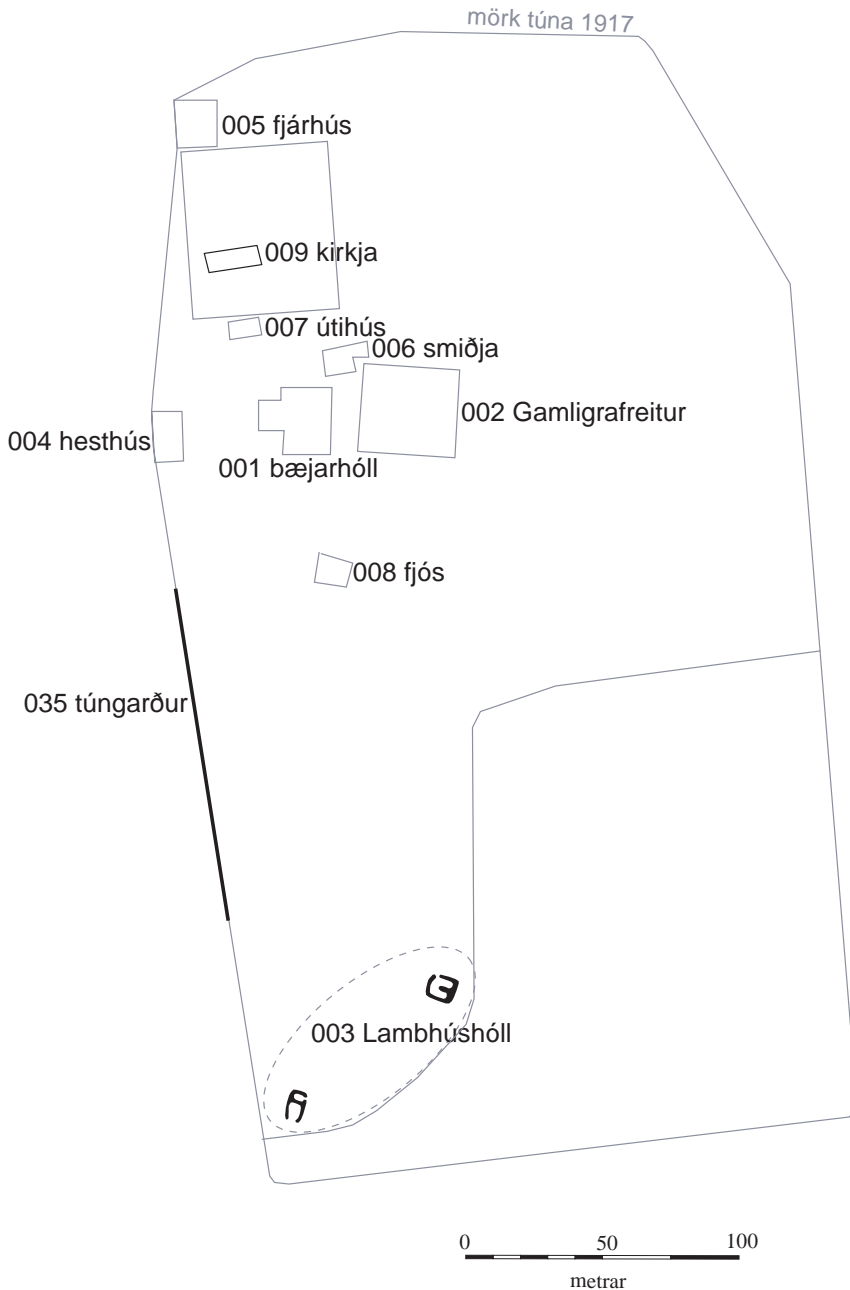 mörk túna 1917
005 fjárhús
009 kirkja
007 útihús
006 smiðja
002 Gamligrafreitur
004 hesthús
001 bæjarhóll
008 fjós
035 túngarður
003 Lambhúshóll
0 50 100
metrar